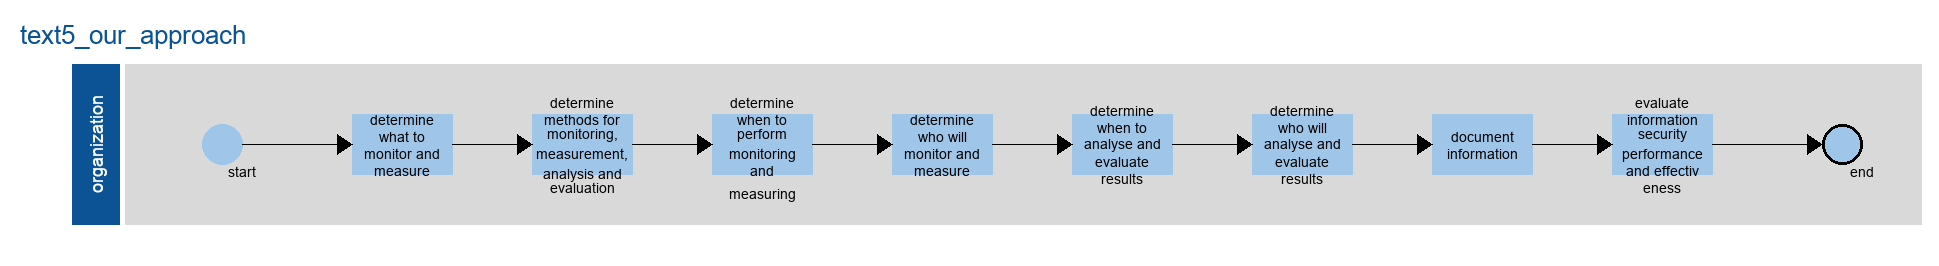 text5_our_approach
organization
start
determine
what to
monitor and
measure
determine
methods for
monitoring,
measurement,
analysis and
evaluation
determine
when to
perform
monitoring
and
measuring
determine
who will
monitor and
measure
determine
when to
analyse and
evaluate
results
determine
who will
analyse and
evaluate
results
document
information
evaluate
information
security
performance
and effectiv
eness
end